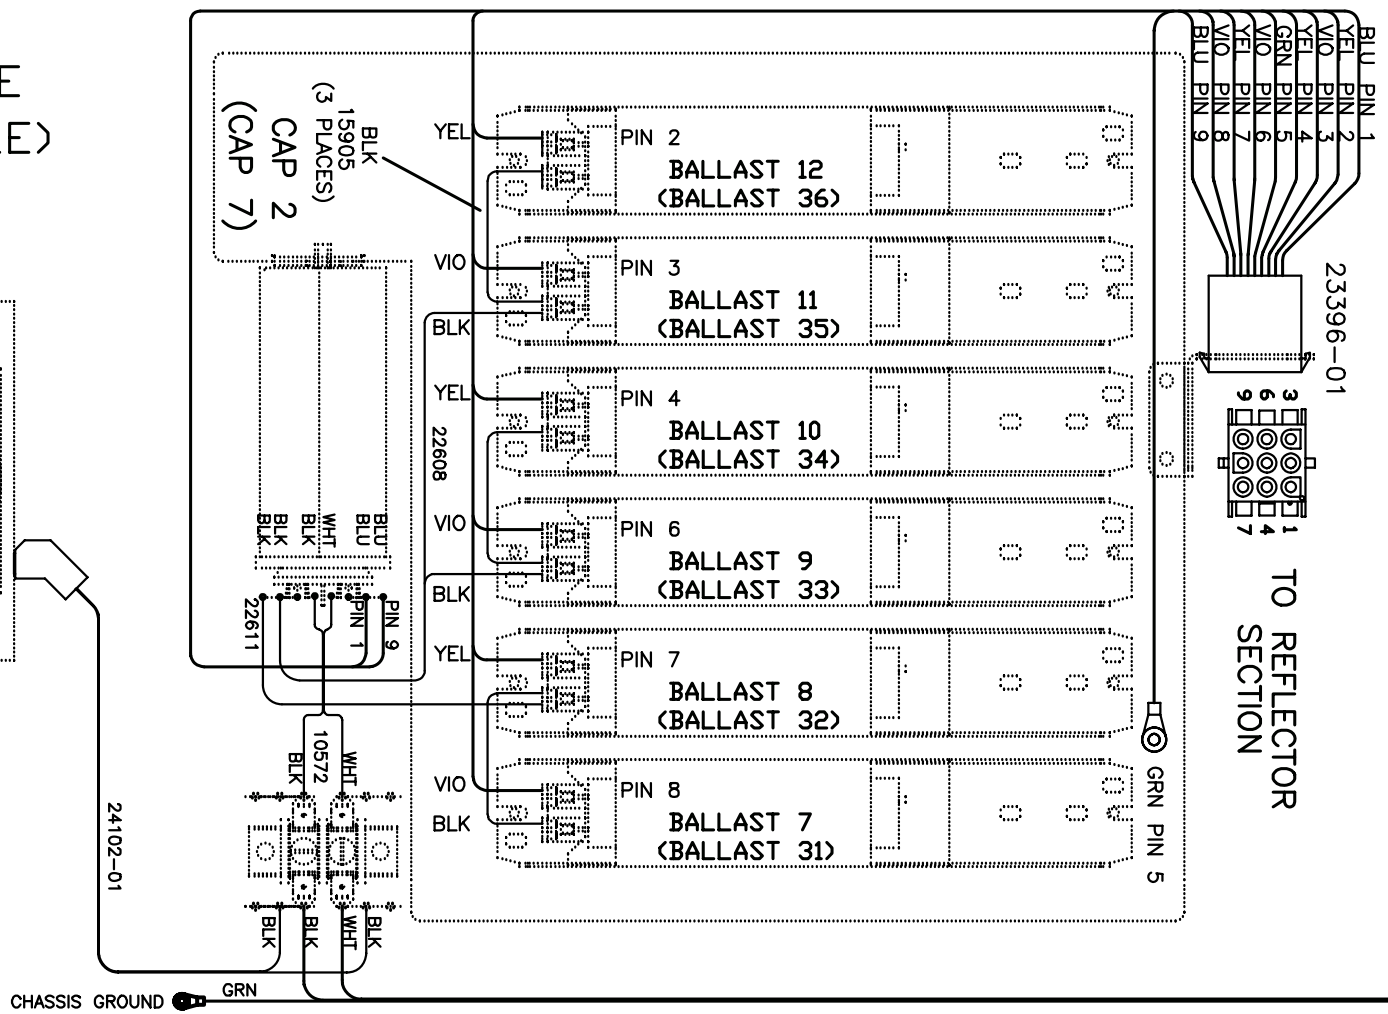 E
E)
BLK
15905
(3 PLACES)
CAP 2
(CAP 7)
YEL
PIN 2
BALLAST 12
(BALLAST 36)
VIO
PIN 3
BALLAST 11
(BALLAST 35)
BLK
YEL
PIN 4
BALLAST 10
(BALLAST 34)
22608
VIO
PIN 6
BALLAST 9
(BALLAST 33)
BLK
YEL
PIN 7
BALLAST 8
(BALLAST 32)
VIO
PIN 8
BALLAST 7
(BALLAST 31)
BLK
BLU PIN 1
YEL PIN 2
VIO PIN 3
YEL PIN 4
GRN PIN 5
VIO PIN 6
YEL PIN 7
VIO PIN 8
BLU PIN 9
23396-01
9 6 3
7 4 1
TO REFLECTOR
SECTION
GRN PIN 5
BLK
BLK
BLK
WHT
BLU
BLU
22611
PIN 1
PIN 9
BLK
10572
WHT
24102-01
BLK
BLK
WHT
BLK
CHASSIS GROUND
GRN